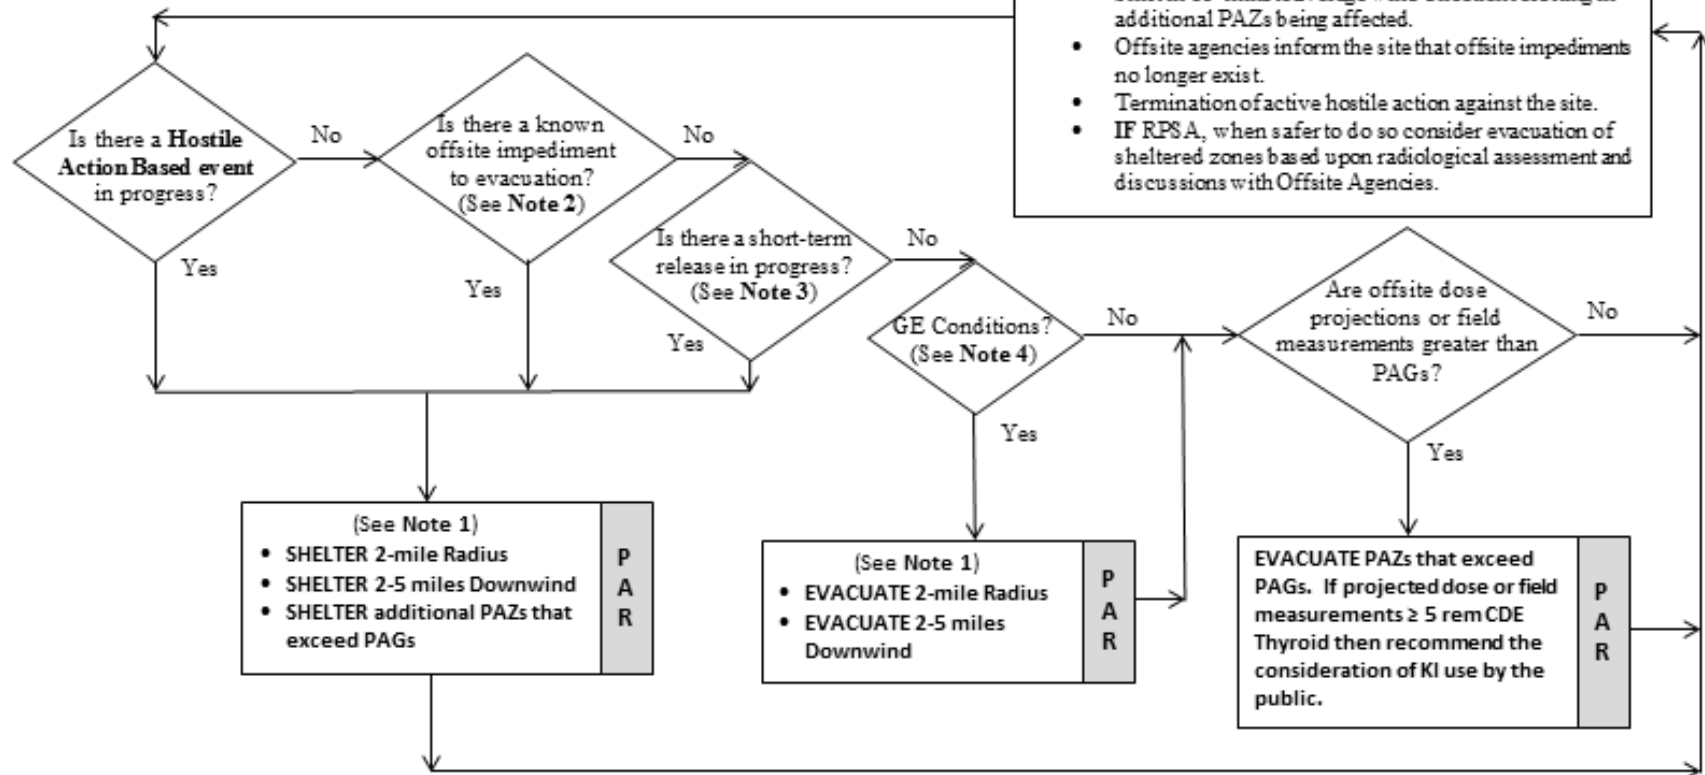 additional PAZs being affected.
• Offsite agencies inform the site that offsite impediments
no longer exist.
• Termination of active hostile action against the site.
• IF RPSA, when safer to do so consider evacuation of
sheltered zones based upon radiological assessment and
discussions with Offsite Agencies.
Is there a Hostile
Action Based event
in progress?
No
Yes
Is there a known
offsite impediment
to evacuation?
(See Note 2)
No
Yes
Is there a short-term
release in progress?
(See Note 3)
No
Yes
GE Conditions?
(See Note 4)
No
Yes
Are offsite dose
projections or field
measurements greater than
PAGs?
No
Yes
(See Note 1)
• SHELTER 2-mile Radius
• SHELTER 2-5 miles Downwind
• SHELTER additional PAZs that
exceed PAGs
P
A
R
(See Note 1)
• EVACUATE 2-mile Radius
• EVACUATE 2-5 miles
Downwind
P
A
R
EVACUATE PAZs that exceed
PAGs. If projected dose or field
measurements ≥ 5 rem CDE
Thyroid then recommend the
consideration of KI use by the
public.
P
A
R